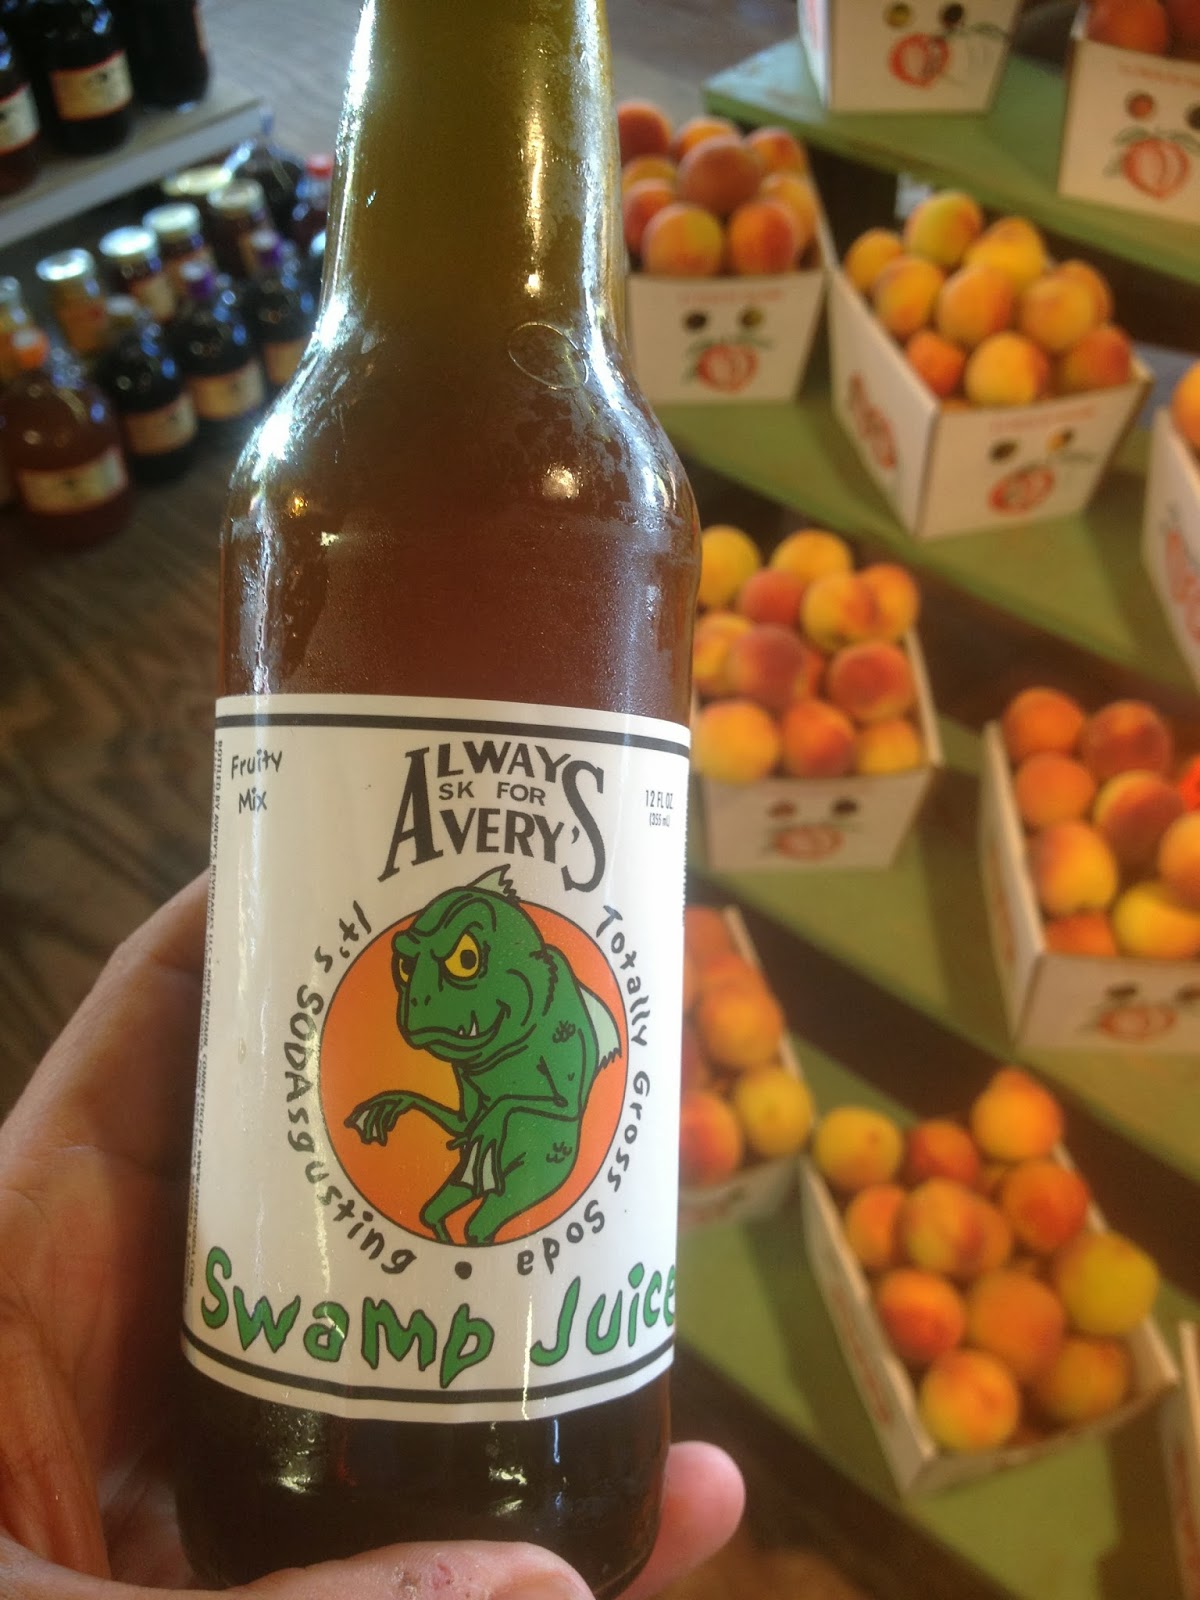 Fruity
Mix
ALWAYS
ASK FOR
AVERY'S
12 FL OZ
(355 mL)
It's SODAsgusting • Totally Gross Soda
Swamp Juice